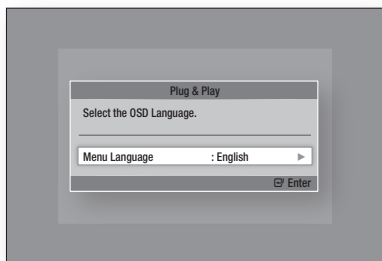 Plug & Play
Select the OSD Language.
Menu Language : English ►
Enter